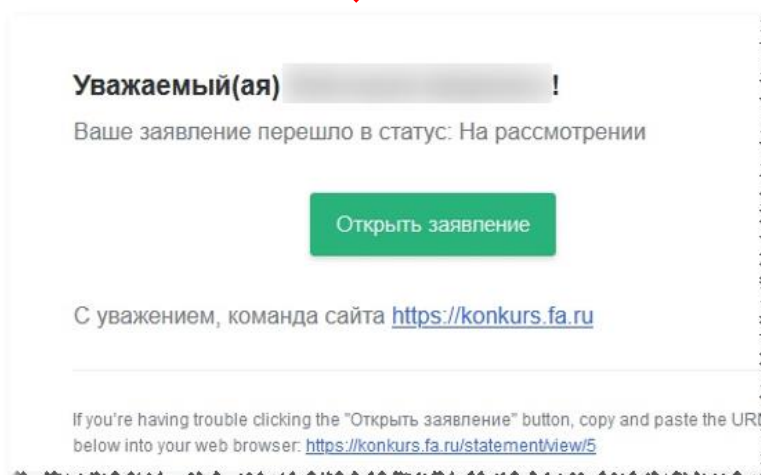 Уважаемый(ая) !
Ваше заявление перешло в статус: На рассмотрении
Открыть заявление
С уважением, команда сайта https://konkurs.fa.ru
If you're having trouble clicking the "Открыть заявление" button, copy and paste the
below into your web browser: https://konkurs.fa.ru/statement/view/5